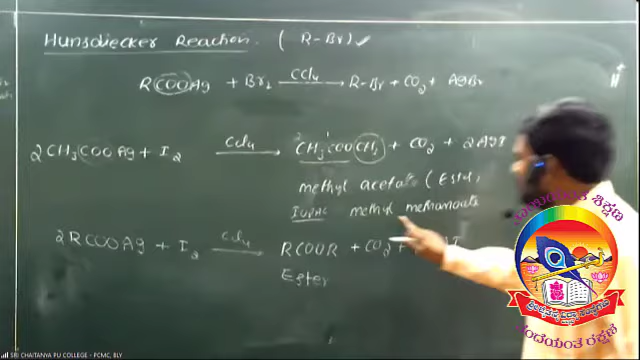 Hunsdiecker Reaction. ( R-Br) ✓
RCOOAg + Br₂ —CCl₄→ R-Br + CO₂ + AgBr
2CH₃COOAg + I₂ —CCl₄→ CH₃COOCH₃ + CO₂ + 2AgI
methyl acetate (Ester,
IUPAC methyl methanoate
2RCOOAg + I₂ —CCl₄→ RCOOR + CO₂ +
Ester
SRI CHAITANYA PU COLLEGE - PCMC, BLY